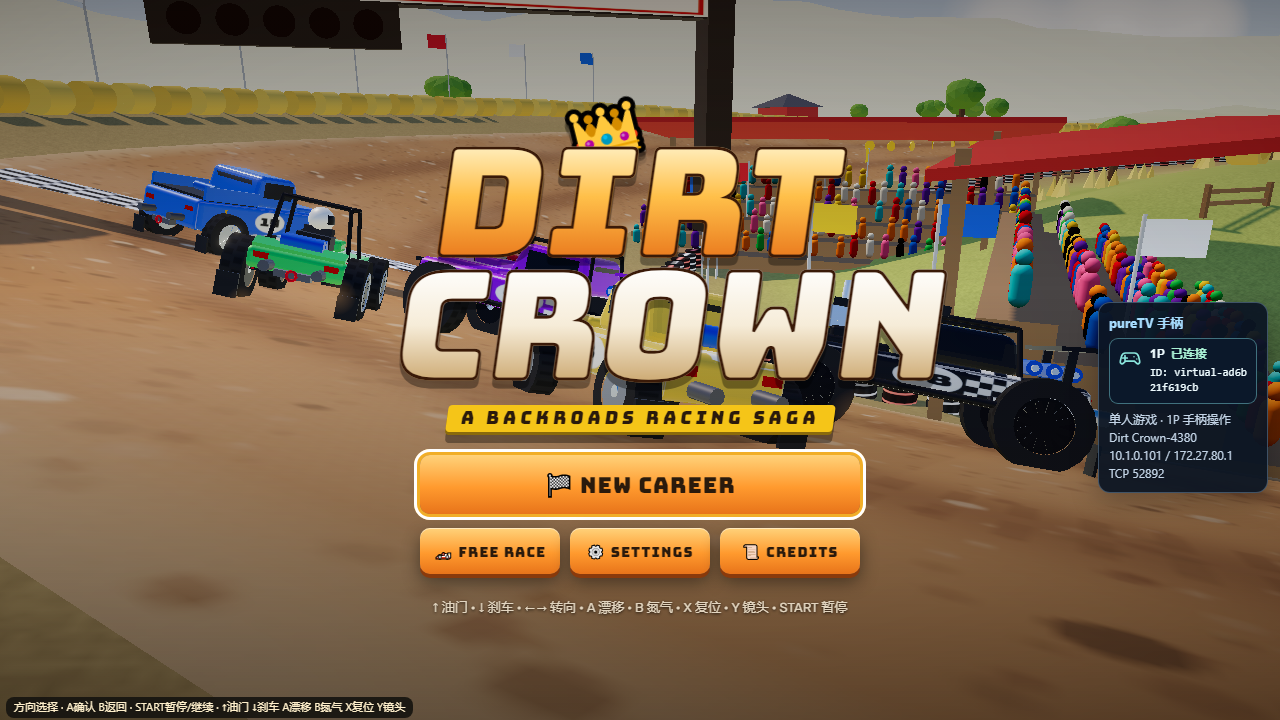 DIRT
CROWN
A BACKROADS RACING SAGA
NEW CAREER
FREE RACE
SETTINGS
CREDITS
↑油门 • ↓刹车 • ←→ 转向 • A 漂移 • B 氮气 • X 复位 • Y 镜头 • START 暂停
pureTV 手柄
1P 已连接
ID: virtual-ad6b
21f619cb
单人游戏 · 1P 手柄操作
Dirt Crown-4380
10.1.0.101 / 172.27.80.1
TCP 52892
方向选择 · A确认 B返回 · START暂停/继续 · ↑油门 ↓刹车 A漂移 B氮气 X复位 Y镜头